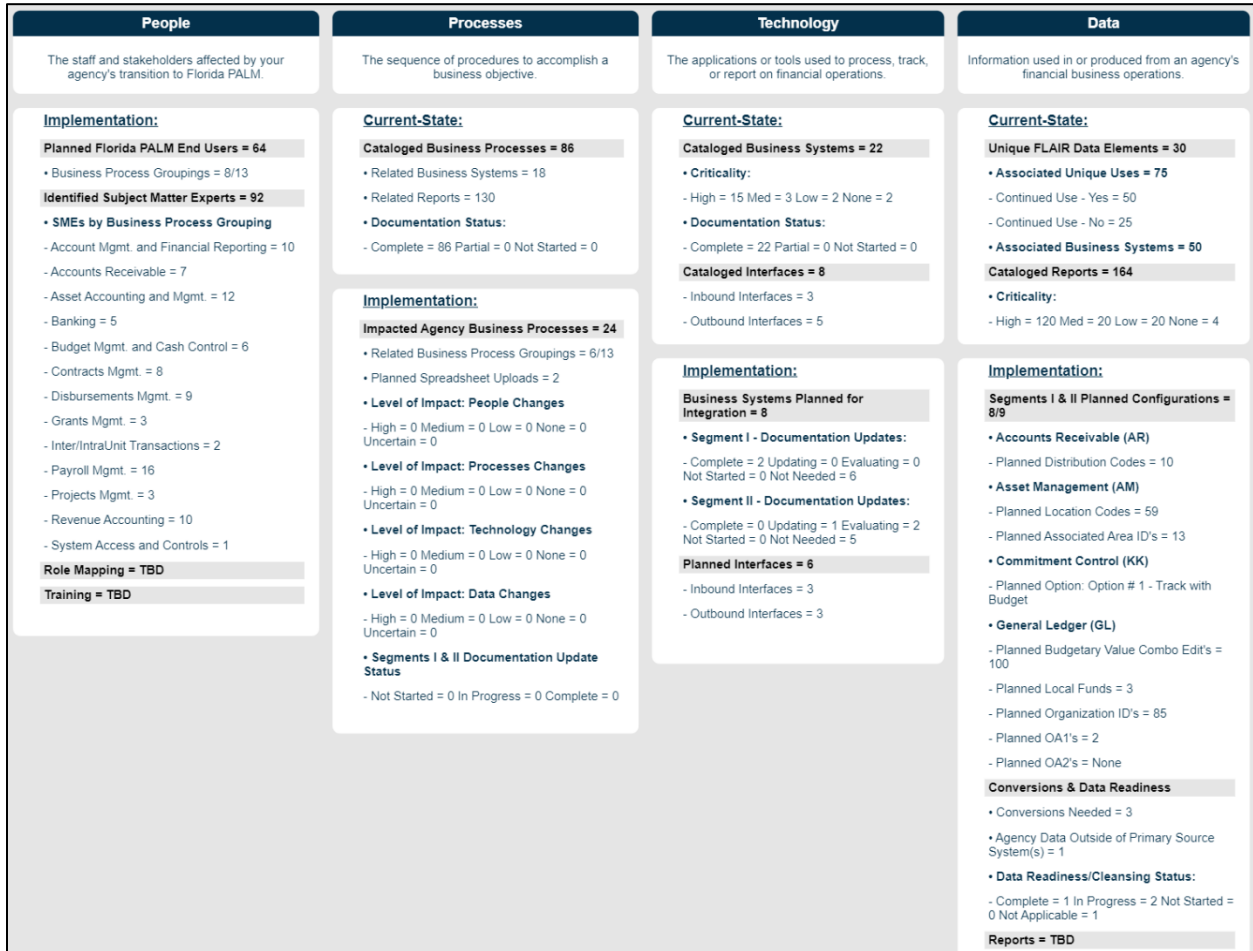 People
The staff and stakeholders affected by your
agency's transition to Florida PALM.
Implementation:
Planned Florida PALM End Users = 64
• Business Process Groupings = 8/13
Identified Subject Matter Experts = 92
• SMEs by Business Process Grouping
- Account Mgmt. and Financial Reporting = 10
- Accounts Receivable = 7
- Asset Accounting and Mgmt. = 12
- Banking = 5
- Budget Mgmt. and Cash Control = 6
- Contracts Mgmt. = 8
- Disbursements Mgmt. = 9
- Grants Mgmt. = 3
- Inter/IntraUnit Transactions = 2
- Payroll Mgmt. = 16
- Projects Mgmt. = 3
- Revenue Accounting = 10
- System Access and Controls = 1
Role Mapping = TBD
Training = TBD
Processes
The sequence of procedures to accomplish a
business objective.
Current-State:
Cataloged Business Processes = 86
• Related Business Systems = 18
• Related Reports = 130
• Documentation Status:
- Complete = 86 Partial = 0 Not Started = 0
Implementation:
Impacted Agency Business Processes = 24
• Related Business Process Groupings = 6/13
• Planned Spreadsheet Uploads = 2
• Level of Impact: People Changes
- High = 0 Medium = 0 Low = 0 None = 0
Uncertain = 0
• Level of Impact: Processes Changes
- High = 0 Medium = 0 Low = 0 None = 0
Uncertain = 0
• Level of Impact: Technology Changes
- High = 0 Medium = 0 Low = 0 None = 0
Uncertain = 0
• Level of Impact: Data Changes
- High = 0 Medium = 0 Low = 0 None = 0
Uncertain = 0
• Segments I & II Documentation Update
Status
- Not Started = 0 In Progress = 0 Complete = 0
Technology
The applications or tools used to process, track,
or report on financial operations.
Current-State:
Cataloged Business Systems = 22
• Criticality:
- High = 15 Med = 3 Low = 2 None = 2
• Documentation Status:
- Complete = 22 Partial = 0 Not Started = 0
Cataloged Interfaces = 8
- Inbound Interfaces = 3
- Outbound Interfaces = 5
Implementation:
Business Systems Planned for
Integration = 8
• Segment I - Documentation Updates:
- Complete = 2 Updating = 0 Evaluating = 0
Not Started = 0 Not Needed = 6
• Segment II - Documentation Updates:
- Complete = 0 Updating = 1 Evaluating = 2
Not Started = 0 Not Needed = 5
Planned Interfaces = 6
- Inbound Interfaces = 3
- Outbound Interfaces = 3
Data
Information used in or produced from an agency's
financial business operations.
Current-State:
Unique FLAIR Data Elements = 30
• Associated Unique Uses = 75
- Continued Use - Yes = 50
- Continued Use - No = 25
• Associated Business Systems = 50
Cataloged Reports = 164
• Criticality:
- High = 120 Med = 20 Low = 20 None = 4
Implementation:
Segments I & II Planned Configurations =
8/9
• Accounts Receivable (AR)
- Planned Distribution Codes = 10
• Asset Management (AM)
- Planned Location Codes = 59
- Planned Associated Area ID's = 13
• Commitment Control (KK)
- Planned Option: Option # 1 - Track with
Budget
• General Ledger (GL)
- Planned Budgetary Value Combo Edit's =
100
- Planned Local Funds = 3
- Planned Organization ID's = 85
- Planned OA1's = 2
- Planned OA2's = None
Conversions & Data Readiness
• Conversions Needed = 3
• Agency Data Outside of Primary Source
System(s) = 1
• Data Readiness/Cleansing Status:
- Complete = 1 In Progress = 2 Not Started =
0 Not Applicable = 1
Reports = TBD